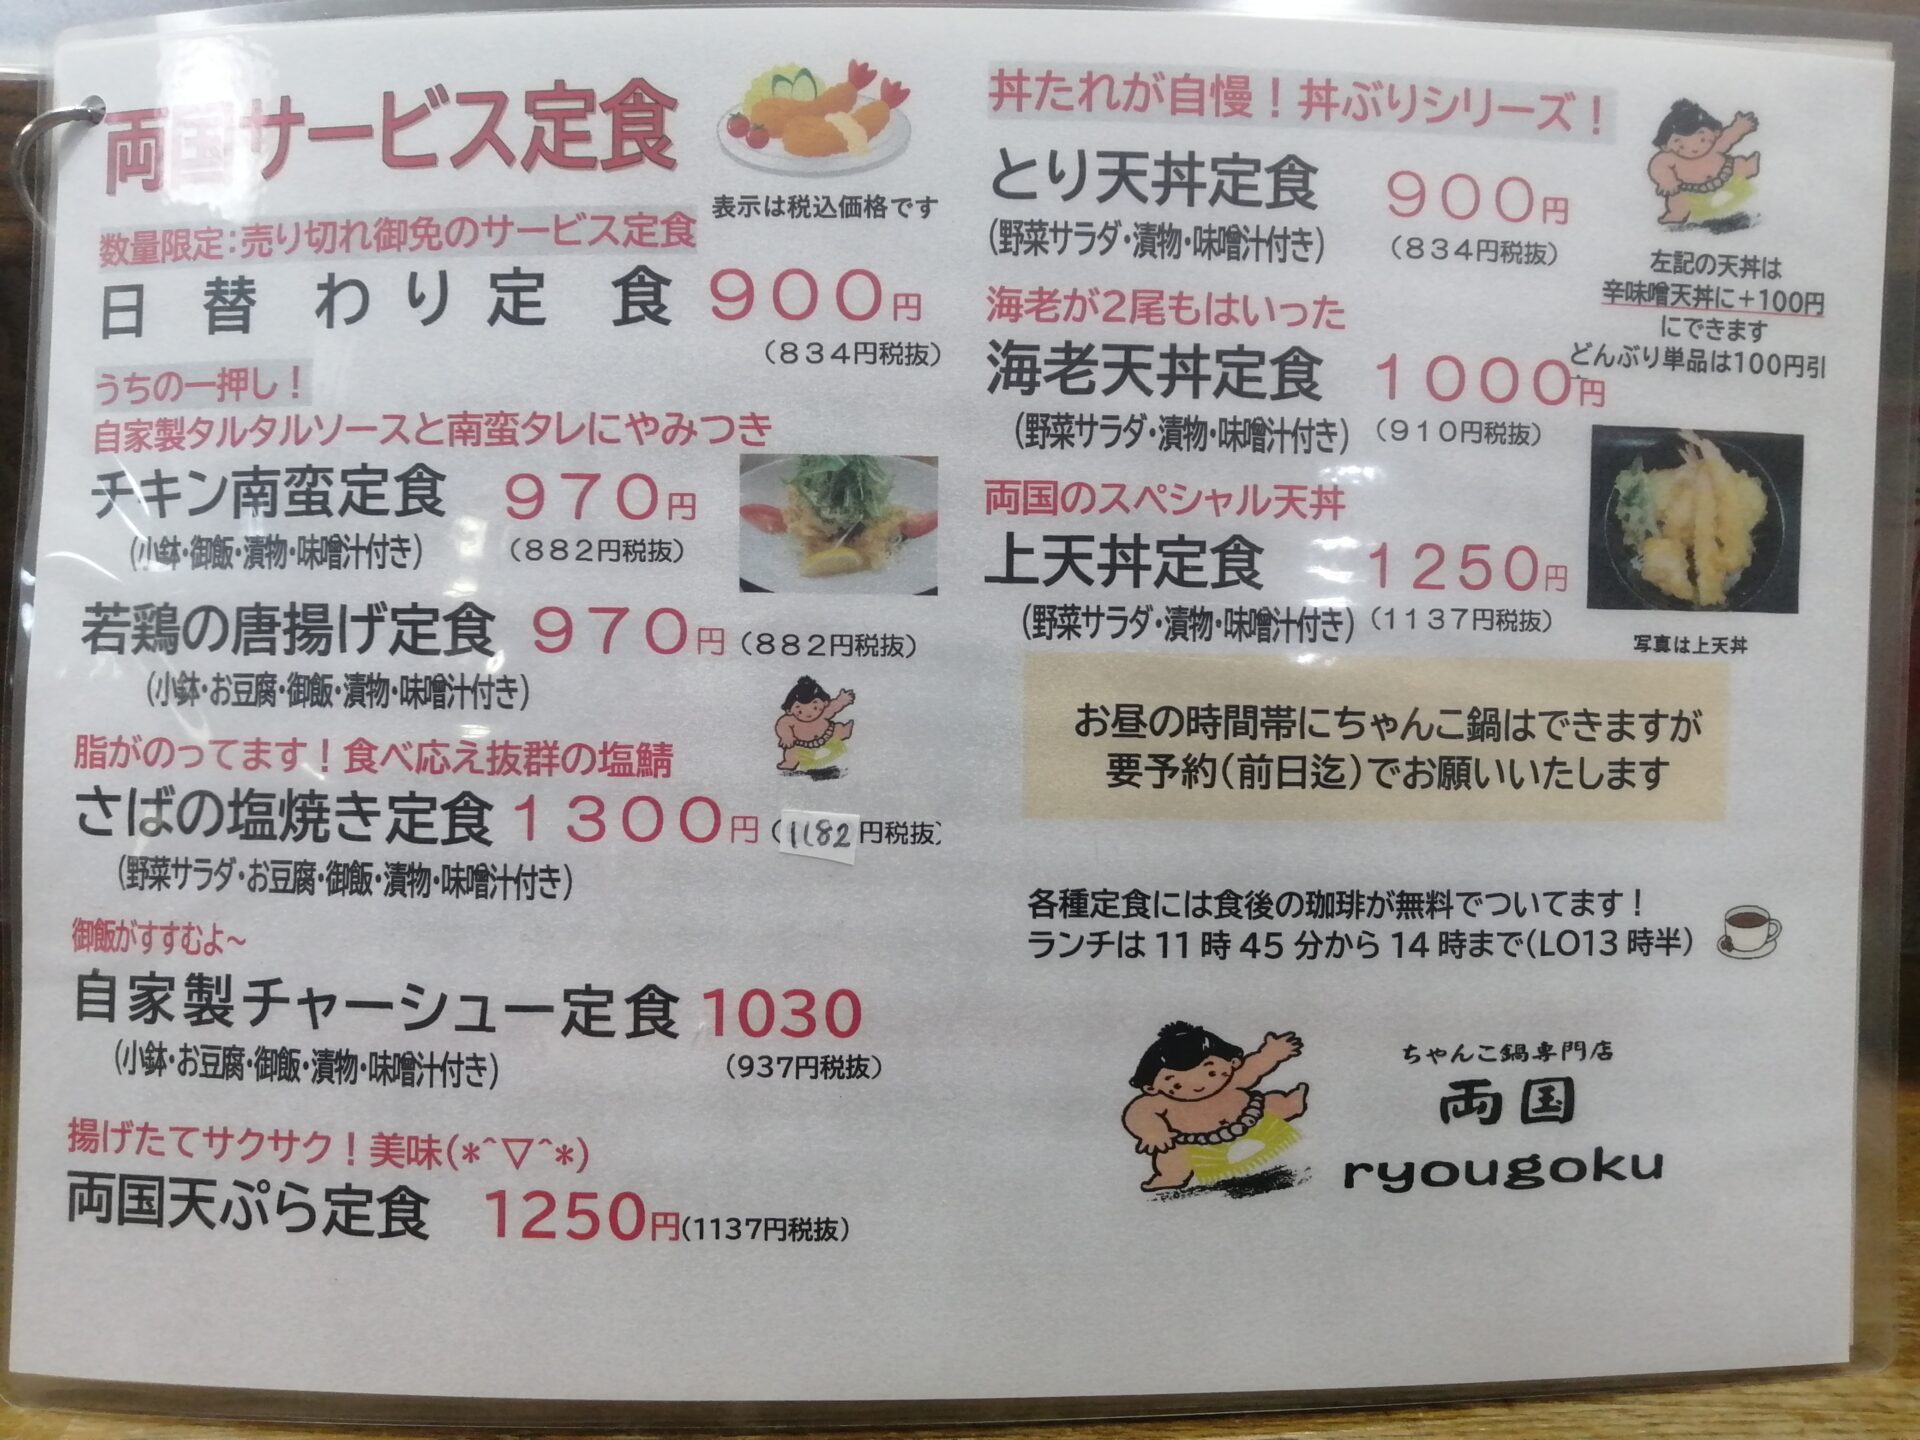 両国サービス定食
表示は税込価格です
数量限定:売り切れ御免のサービス定食
日替わり定食 900円
(834円税抜)
うちの一押し!
自家製タルタルソースと南蛮タレにやみつき
チキン南蛮定食 970円
(小鉢・御飯・漬物・味噌汁付き) (882円税抜)
若鶏の唐揚げ定食 970円(882円税抜)
(小鉢・お豆腐・御飯・漬物・味噌汁付き)
脂がのってます!食べ応え抜群の塩鯖
さばの塩焼き定食 1300円(1182円税抜)
(野菜サラダ・お豆腐・御飯・漬物・味噌汁付き)
御飯がすすむよ~
自家製チャーシュー定食 1030
(小鉢・お豆腐・御飯・漬物・味噌汁付き) (937円税抜)
揚げたてサクサク!美味(*^▽^*)
両国天ぷら定食 1250円(1137円税抜)
丼たれが自慢!丼ぶりシリーズ!
とり天丼定食 900円
(野菜サラダ・漬物・味噌汁付き) (834円税抜)
海老が2尾もはいった
海老天丼定食 1000円
(野菜サラダ・漬物・味噌汁付き) (910円税抜)
両国のスペシャル天丼
上天丼定食 1250円
(野菜サラダ・漬物・味噌汁付き) (1137円税抜)
左記の天丼は
辛味噌天丼に+100円
にできます
どんぶり単品は100円引
写真は上天丼
お昼の時間帯にちゃんこ鍋はできますが
要予約(前日迄)でお願いいたします
各種定食には食後の珈琲が無料でついてます!
ランチは11時45分から14時まで(LO13時半)
ちゃんこ鍋専門店
両国
ryougoku